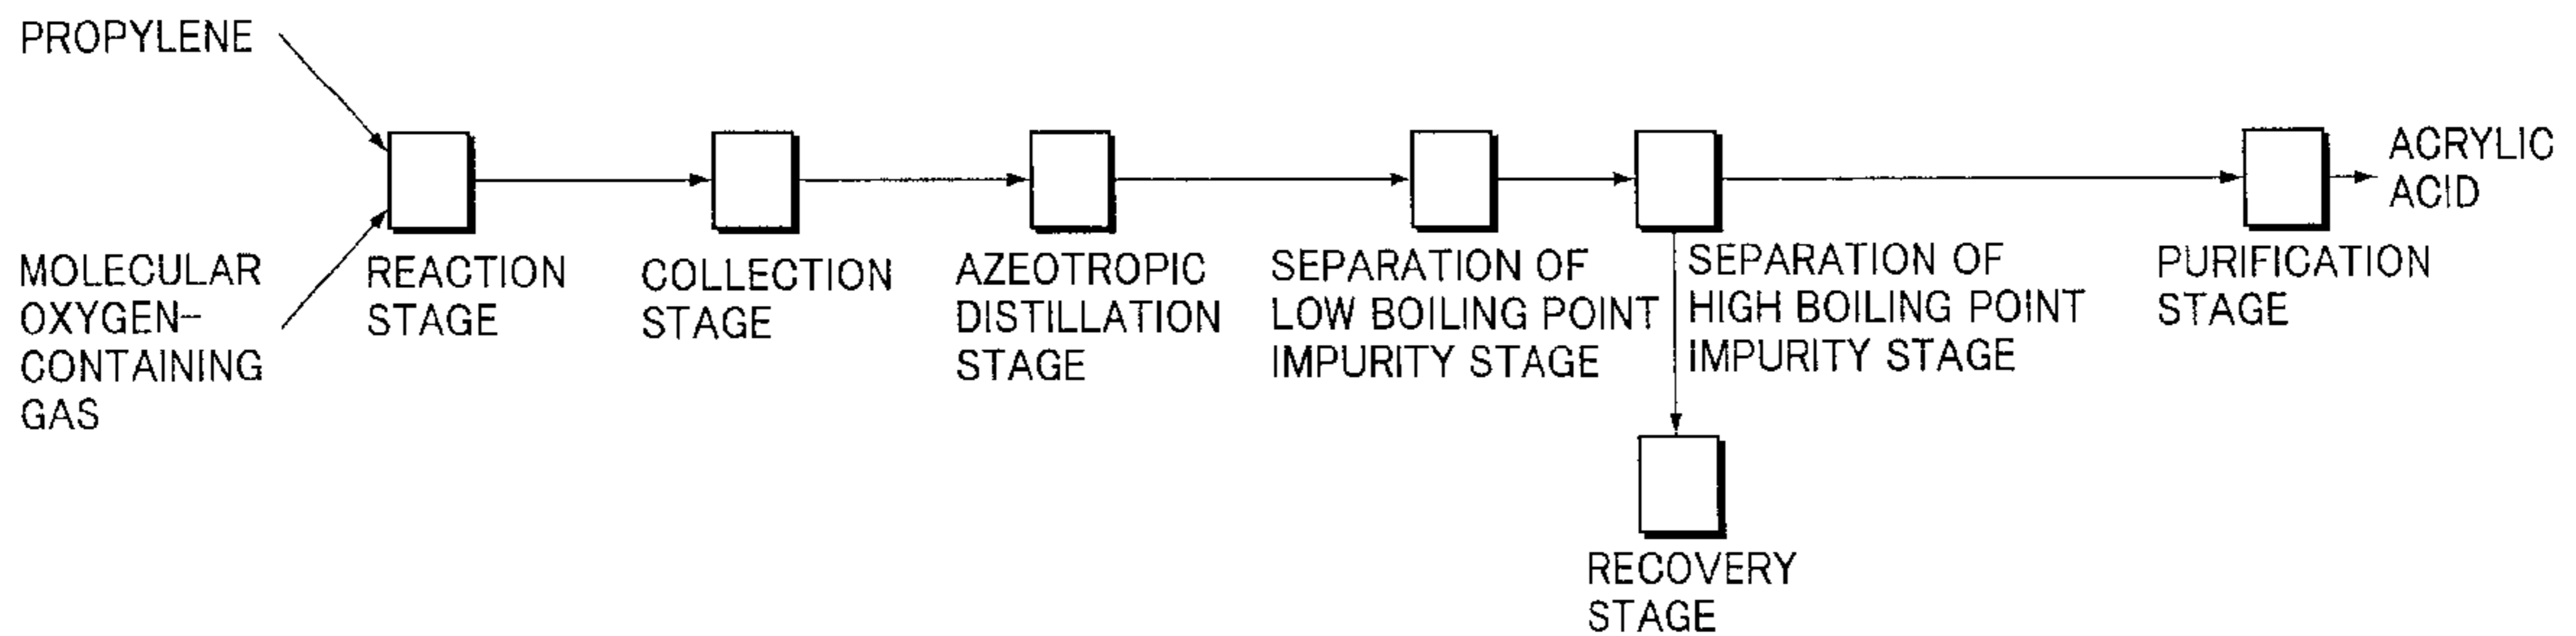 PROPYLENE
MOLECULAR
OXYGEN-
CONTAINING
GAS
REACTION
STAGE
COLLECTION
STAGE
AZEOTROPIC
DISTILLATION
STAGE
SEPARATION OF
LOW BOILING POINT
IMPURITY STAGE
SEPARATION OF
HIGH BOILING POINT
IMPURITY STAGE
RECOVERY
STAGE
PURIFICATION
STAGE
ACRYLIC
ACID